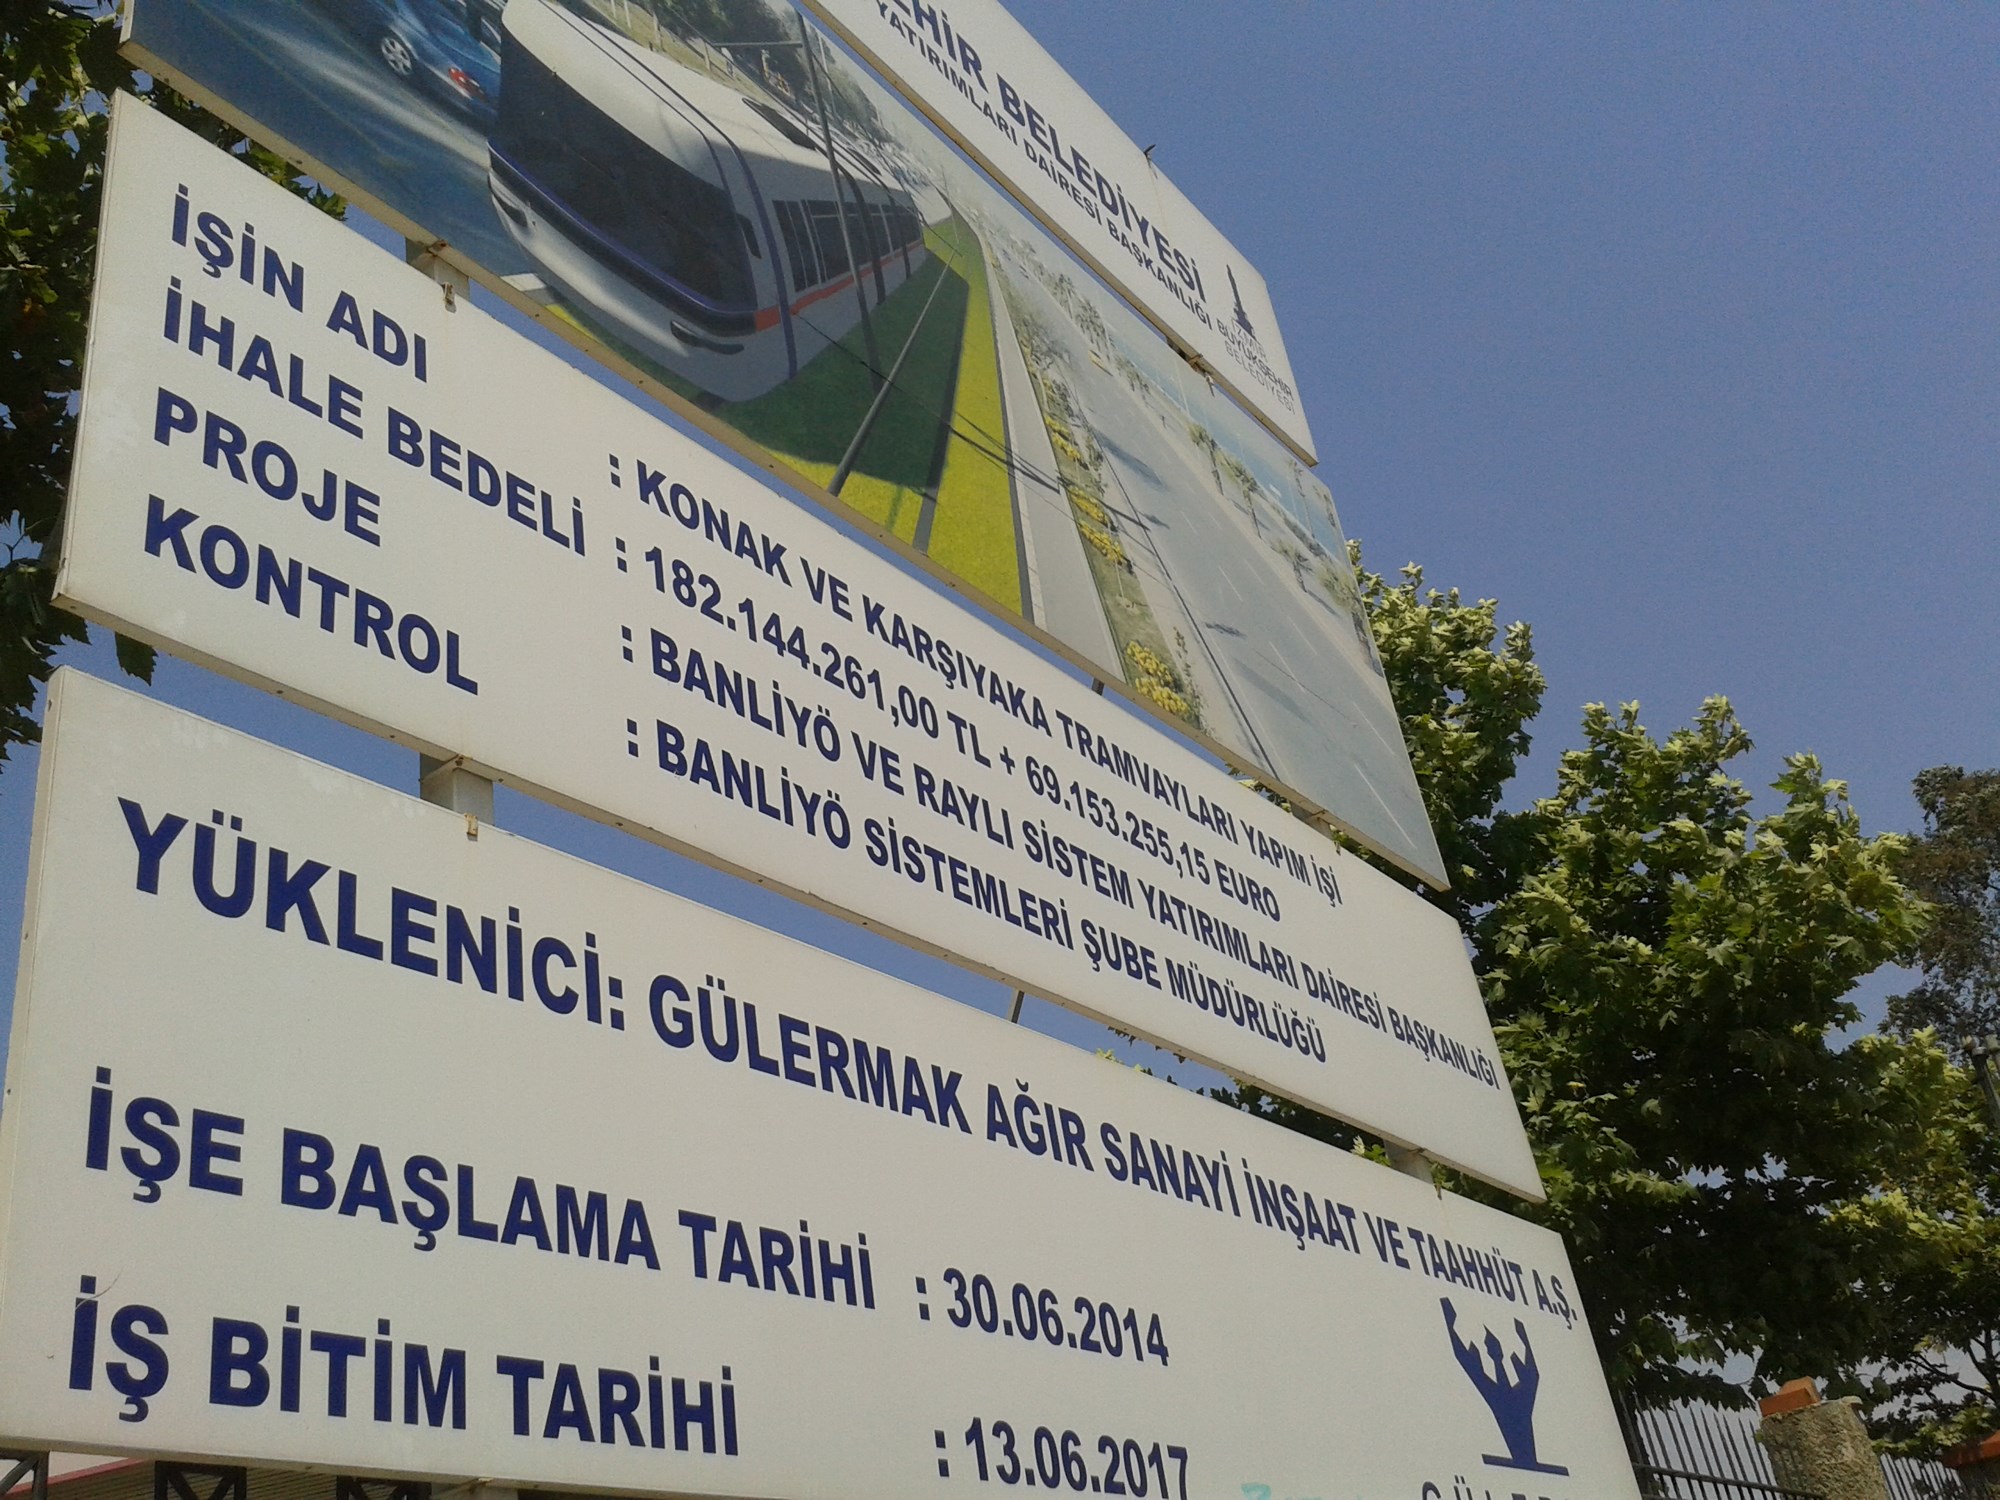 BELEDİYESİ
YATIRIMLARI DAİRESİ BAŞKANLIĞI
İZMİR
BÜYÜKŞEHİR
BELEDİYESİ
İŞİN ADI : KONAK VE KARŞIYAKA TRAMVAYLARI YAPIM İŞİ
İHALE BEDELİ : 182.144.261,00 TL + 69.153.255,15 EURO
PROJE : BANLİYÖ VE RAYLI SİSTEM YATIRIMLARI DAİRESİ BAŞKANLIĞI
KONTROL : BANLİYÖ SİSTEMLERİ ŞUBE MÜDÜRLÜĞÜ
YÜKLENİCİ: GÜLERMAK AĞIR SANAYİ İNŞAAT VE TAAHHÜT A.Ş.
İŞE BAŞLAMA TARİHİ : 30.06.2014
İŞ BİTİM TARİHİ : 13.06.2017